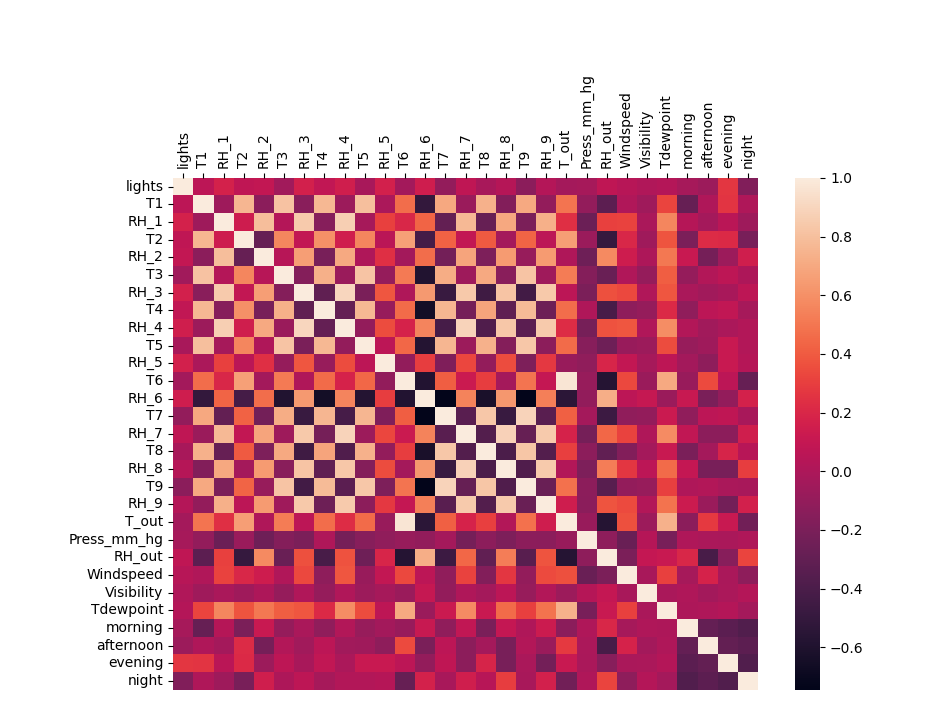 lights
T1
RH_1
T2
RH_2
T3
RH_3
T4
RH_4
T5
RH_5
T6
RH_6
T7
RH_7
T8
RH_8
T9
RH_9
T_out
Press_mm_hg
RH_out
Windspeed
Visibility
Tdewpoint
morning
afternoon
evening
night
lights
T1
RH_1
T2
RH_2
T3
RH_3
T4
RH_4
T5
RH_5
T6
RH_6
T7
RH_7
T8
RH_8
T9
RH_9
T_out
Press_mm_hg
RH_out
Windspeed
Visibility
Tdewpoint
morning
afternoon
evening
night
1.0
0.8
0.6
0.4
0.2
0.0
−0.2
−0.4
−0.6